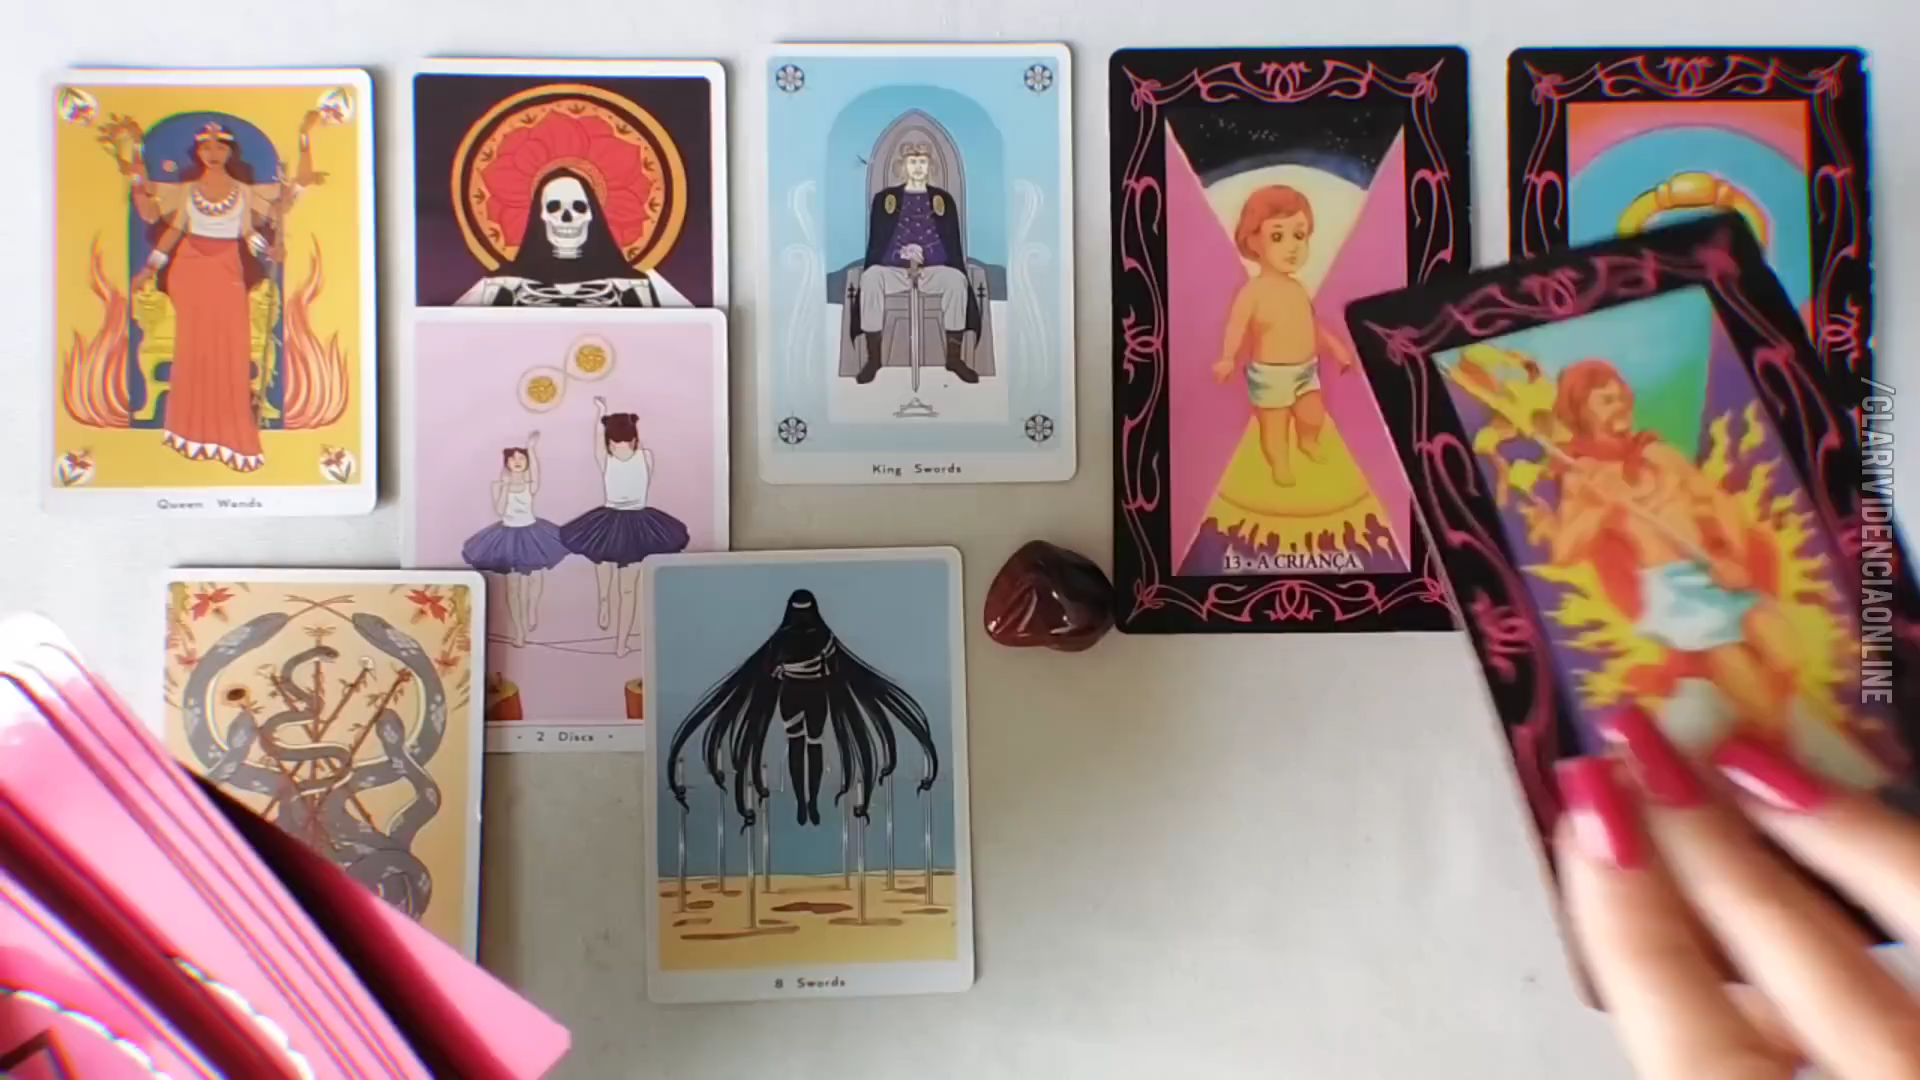 Queen Wands
King Swords
13 • A CRIANÇA
• 2 Discs •
8 Swords
/CLARIVIDENCIAONLINE